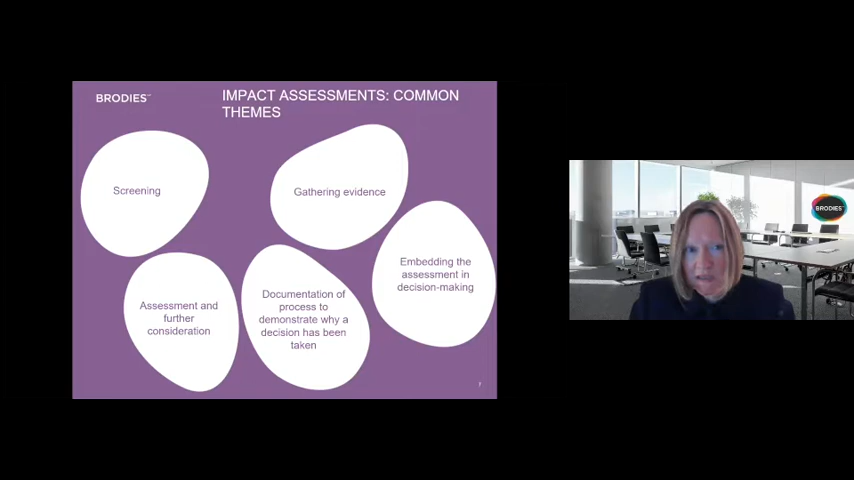 BRODIES
IMPACT ASSESSMENTS: COMMON
THEMES
Screening
Gathering evidence
Embedding the
assessment in
decision-making
Assessment and
further
consideration
Documentation of
process to
demonstrate why a
decision has been
taken
BRODIES